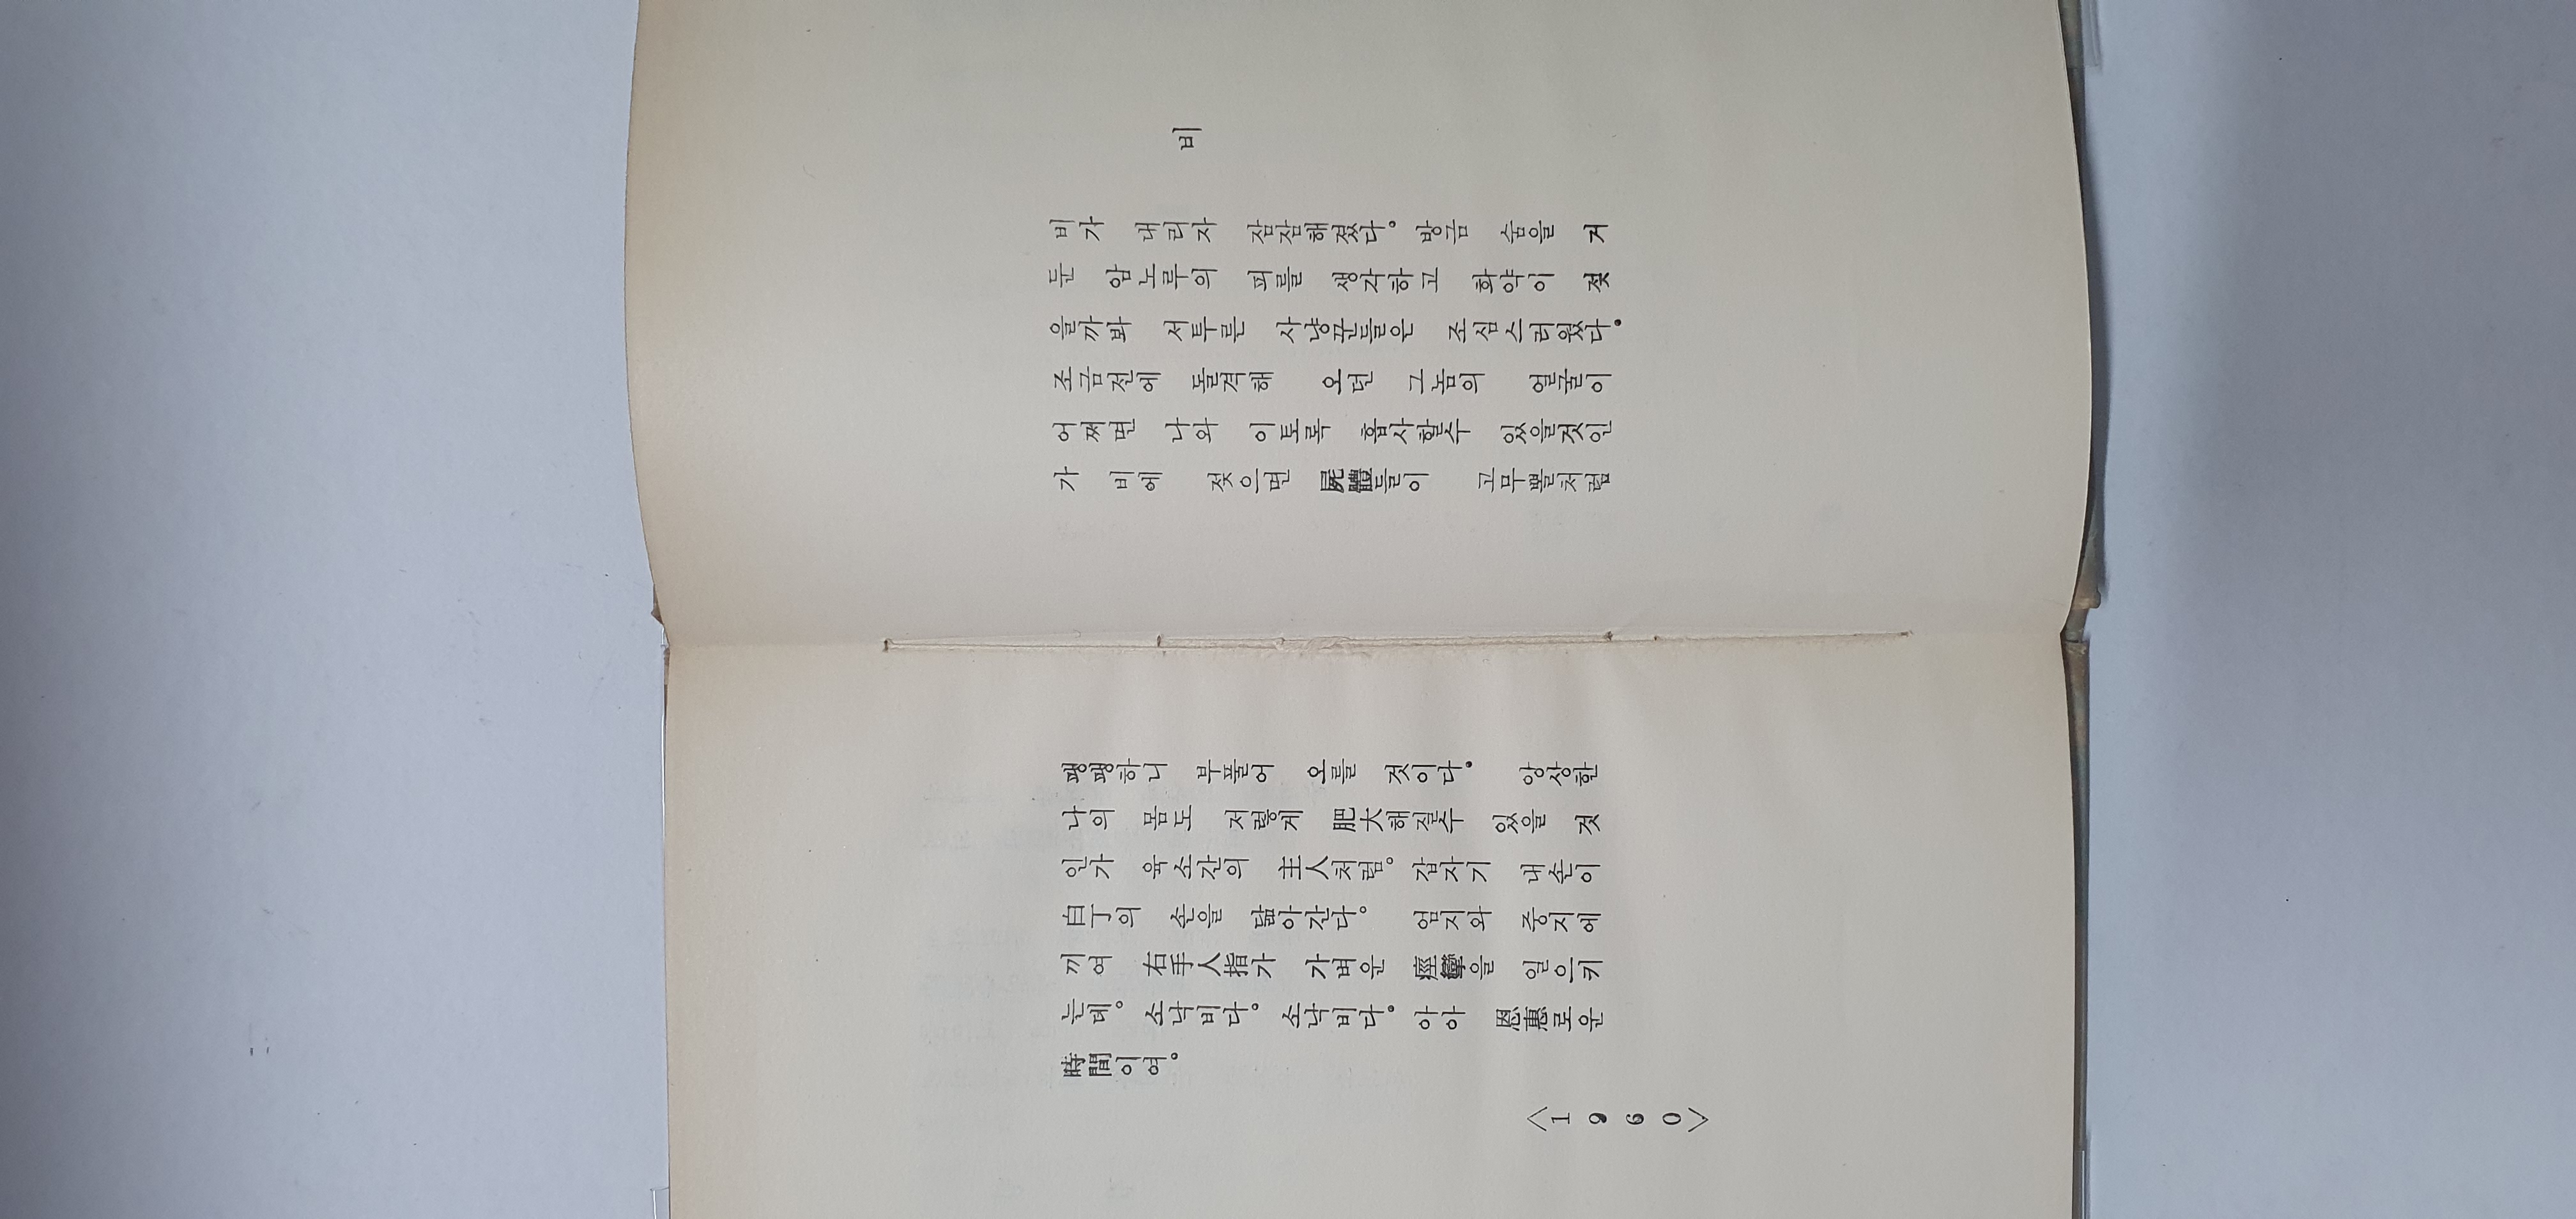 비
비가 내리자 잠잠해졌다。방금 숨을 거
둔 암노루의 피를 생각하고 화약이 젖
을까봐 서투른 사냥꾼들은 조심스러웠다。
조금전에 돌격해 오던 그놈의 얼굴이
어쩌면 나와 이토록 흡사할수 있을것인
가 비에 젖으면 屍體들이 고무뿔처럼
팽팽하니 부풀어 오를 것이다。 앙상한
나의 몸도 저렇게 肥大해질수 있을 것
인가 육소간의 主人처럼。갑자기 내손이
白丁의 손을 닮아간다。 엄지와 중지에
끼여 右手人指가 가벼운 痙攣을 일으키
는데。소낙비다。소낙비다。아아 恩惠로운
時間이여。
〈1960〉